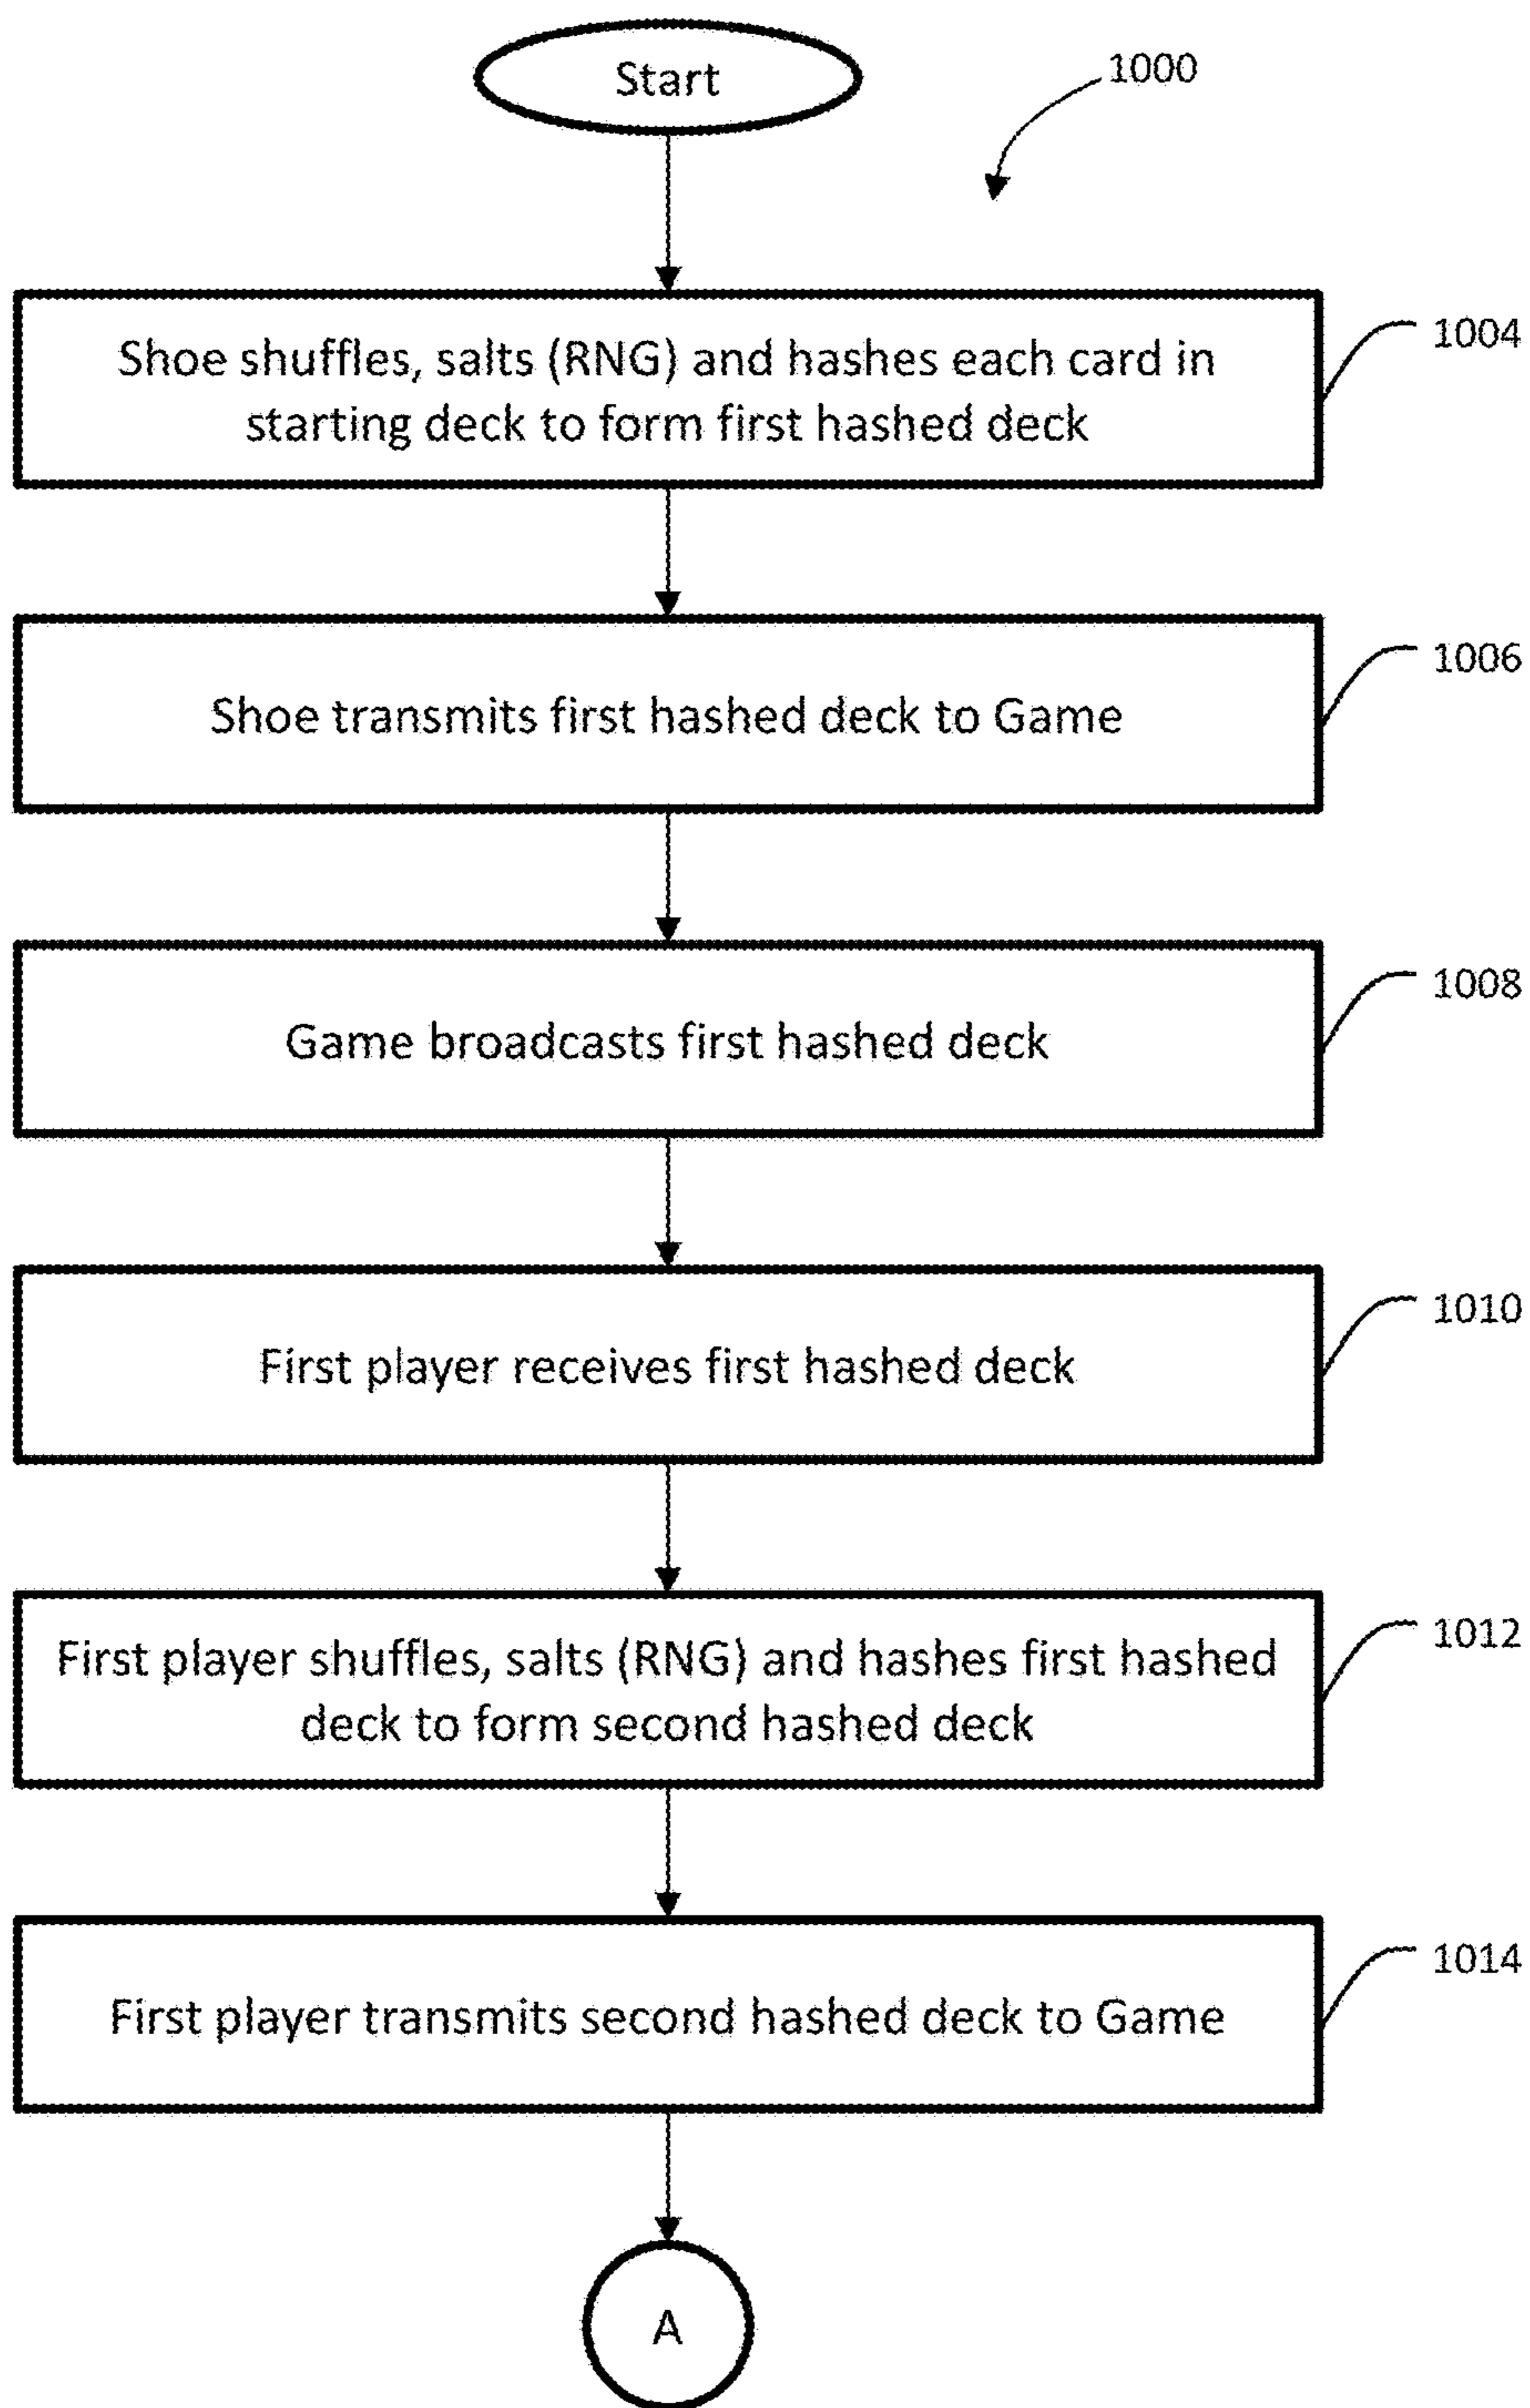 Start
1000
Shoe shuffles, salts (RNG) and hashes each card in
starting deck to form first hashed deck
1004
Shoe transmits first hashed deck to Game
1006
Game broadcasts first hashed deck
1008
First player receives first hashed deck
1010
First player shuffles, salts (RNG) and hashes first hashed
deck to form second hashed deck
1012
First player transmits second hashed deck to Game
1014
A